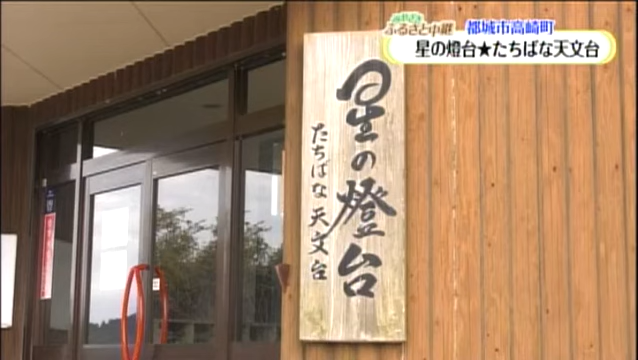 ふるさと中継
都城市高崎町
星の燈台★たちばな天文台
星の燈台
たちばな天文台